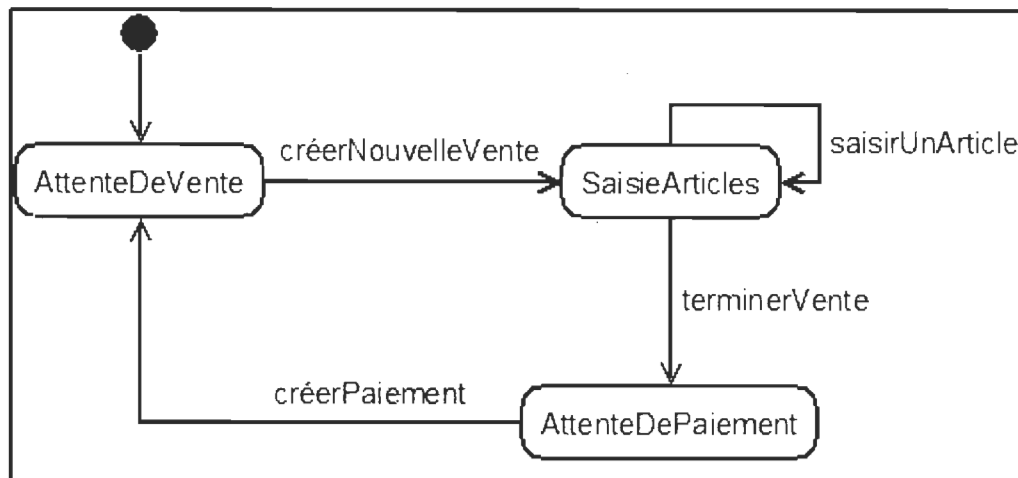 créerNouvelleVente
saisirUnArticle
AttenteDeVente
SaisieArticles
terminerVente
créerPaiement
AttenteDePaiement